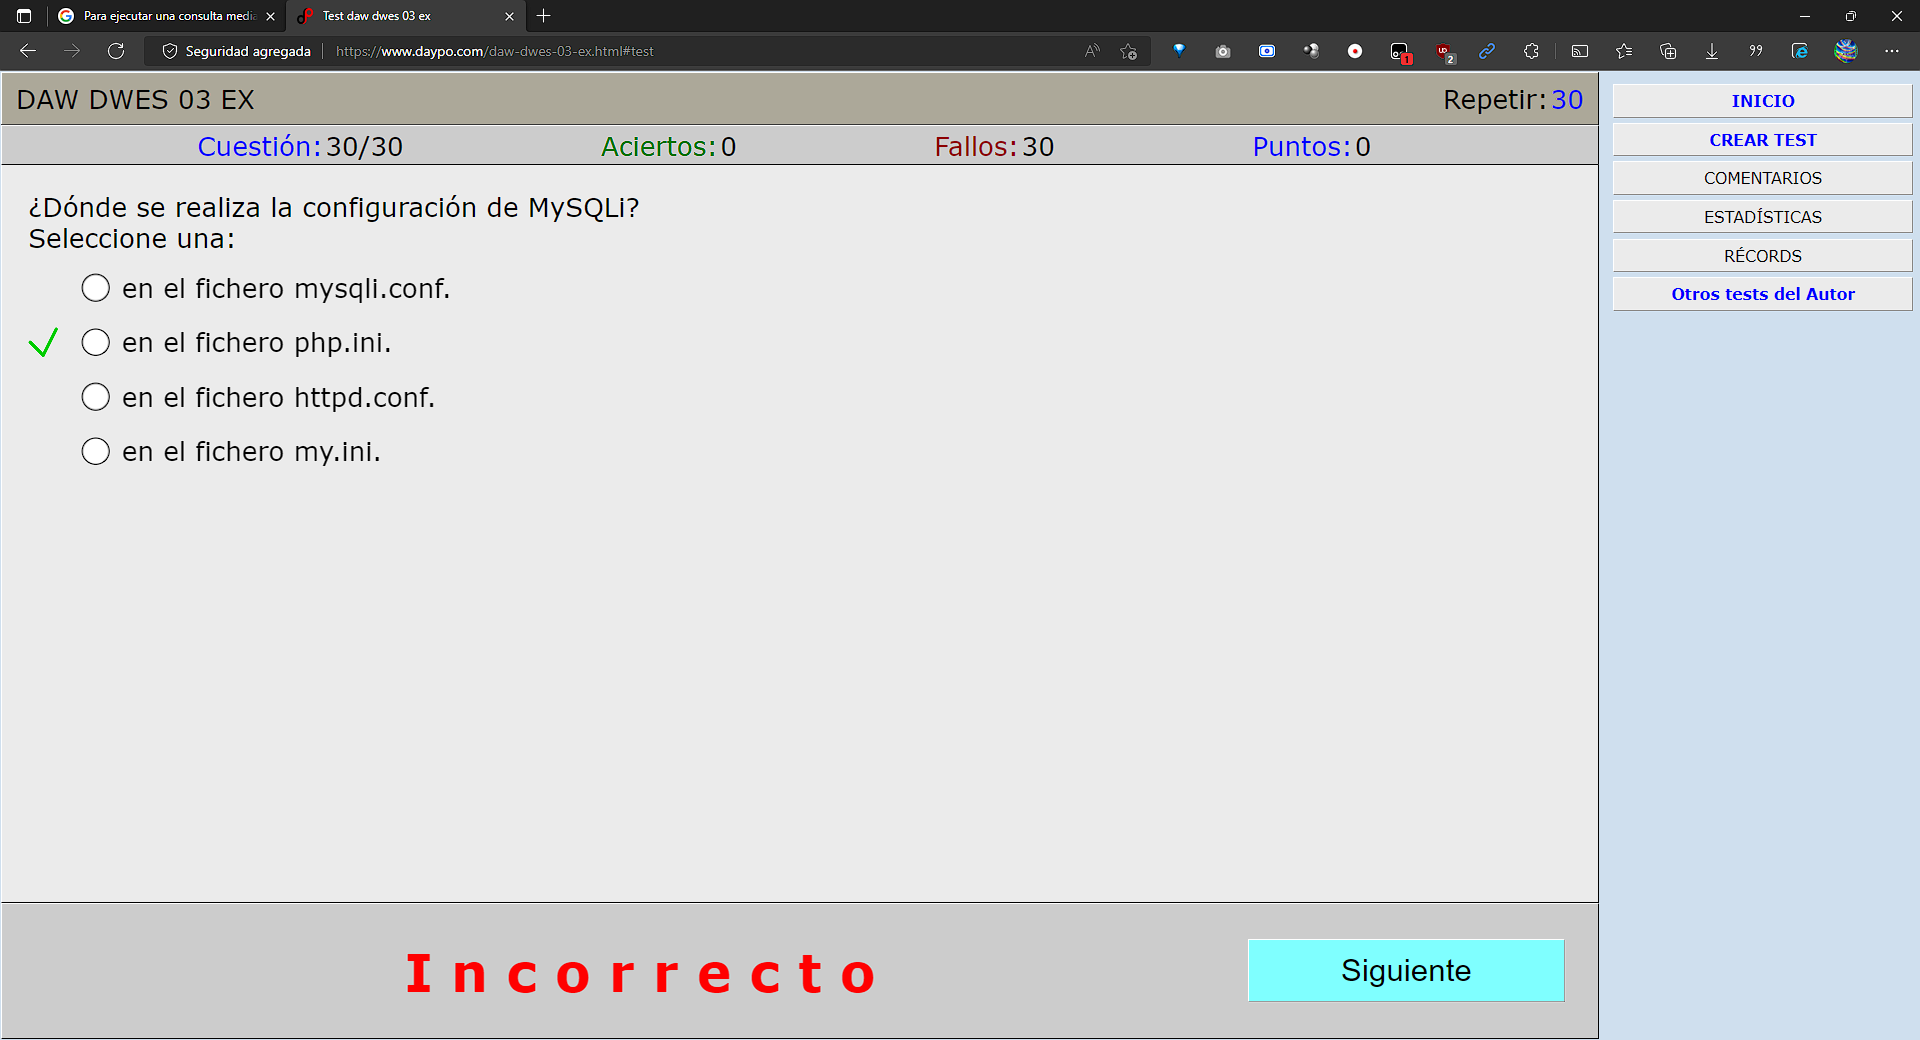 Para ejecutar una consulta media
Test daw dwes 03 ex
Seguridad agregada
https://www.daypo.com/daw-dwes-03-ex.html#test
1
2
DAW DWES 03 EX
Repetir: 30
Cuestión: 30/30
Aciertos: 0
Fallos: 30
Puntos: 0
¿Dónde se realiza la configuración de MySQLi?
Seleccione una:
en el fichero mysqli.conf.
en el fichero php.ini.
en el fichero httpd.conf.
en el fichero my.ini.
Incorrecto
Siguiente
INICIO
CREAR TEST
COMENTARIOS
ESTADÍSTICAS
RÉCORDS
Otros tests del Autor